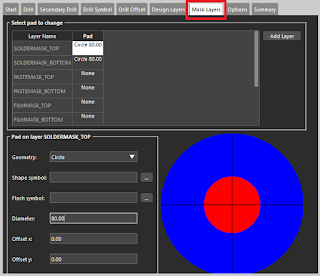 Start Drill Secondary Drill Drill Symbol Drill Offset Design Layers Mask Layers Options Summary
Select pad to change
Layer Name Pad
SOLDERMASK_TOP Circle 80.00
SOLDERMASK_BOTTOM Circle 80.00
PASTEMASK_TOP None
PASTEMASK_BOTTOM None
FILMMASK_TOP None
FILMMASK_BOTTOM None
Add Layer
Pad on layer SOLDERMASK_TOP
Geometry: Circle
Shape symbol: ...
Flash symbol: ...
Diameter: 80.00
Offset x: 0.00
Offset y: 0.00